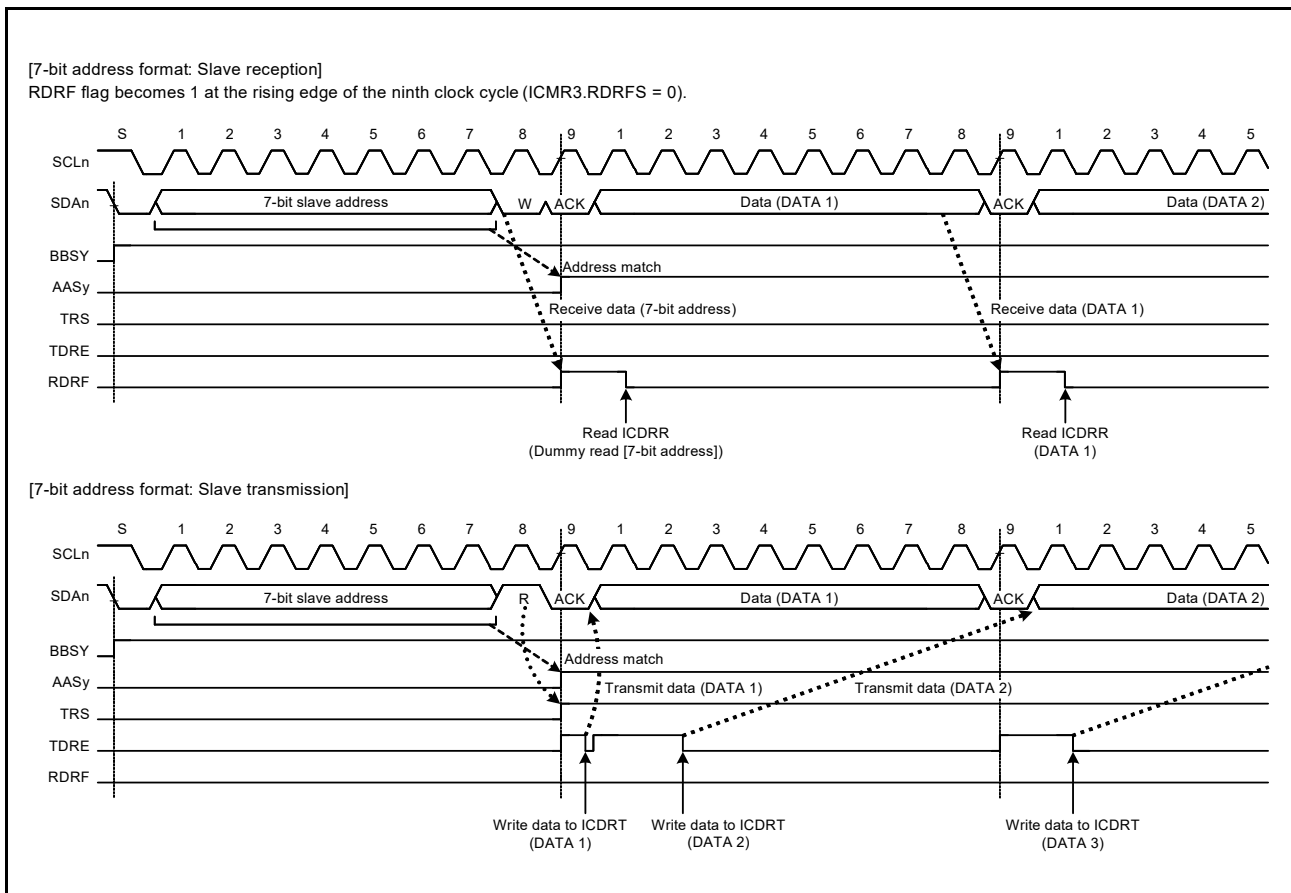 [7-bit address format: Slave reception]
RDRF flag becomes 1 at the rising edge of the ninth clock cycle (ICMR3.RDRFS = 0).
S 1 2 3 4 5 6 7 8 9 1 2 3 4 5 6 7 8 9 1 2 3 4 5
SCLn
SDAn 7-bit slave address W ACK Data (DATA 1) ACK Data (DATA 2)
BBSY
Address match
AASy
Receive data (7-bit address) Receive data (DATA 1)
TRS
TDRE
RDRF
Read ICDRR Read ICDRR
(Dummy read [7-bit address]) (DATA 1)
[7-bit address format: Slave transmission]
S 1 2 3 4 5 6 7 8 9 1 2 3 4 5 6 7 8 9 1 2 3 4 5
SCLn
SDAn 7-bit slave address R ACK Data (DATA 1) ACK Data (DATA 2)
BBSY
Address match
AASy
Transmit data (DATA 1) Transmit data (DATA 2)
TRS
TDRE
RDRF
Write data to ICDRT Write data to ICDRT Write data to ICDRT
(DATA 1) (DATA 2) (DATA 3)